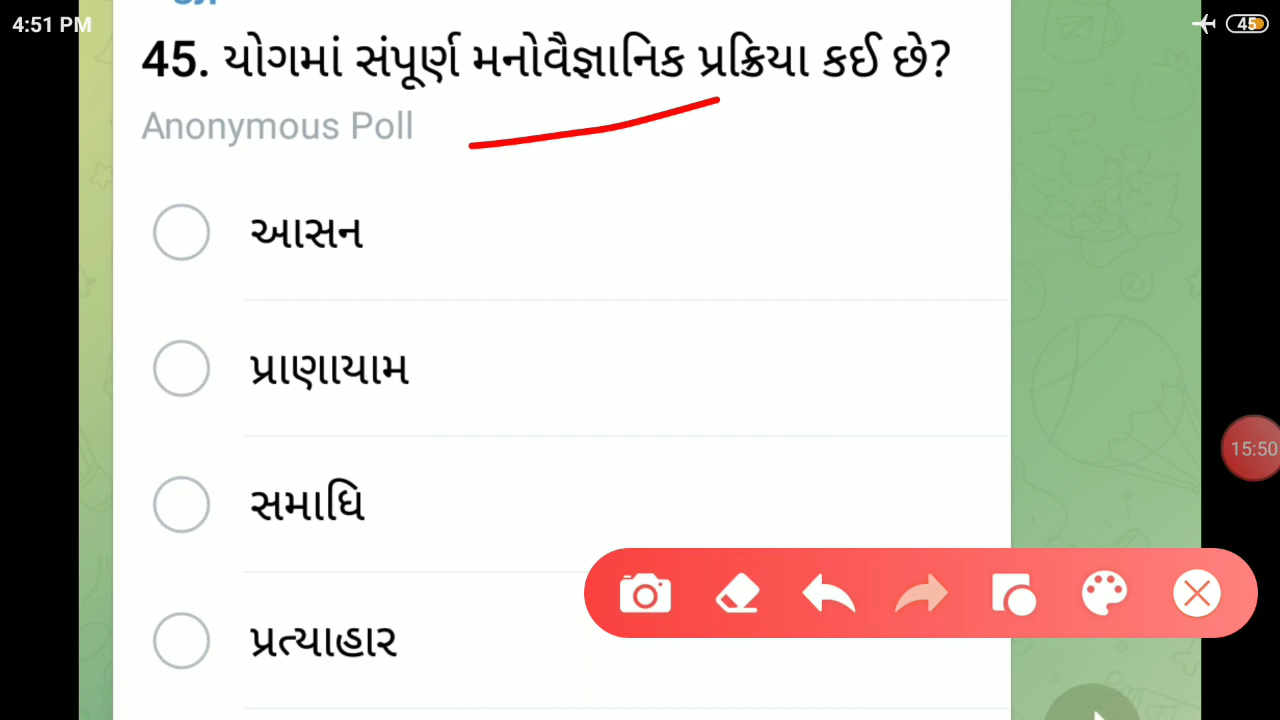 4:51 PM
45
45. યોગમાં સંપૂર્ણ મનોવૈજ્ઞાનિક પ્રક્રિયા કઈ છે?
Anonymous Poll
આસન
પ્રાણાયામ
15:50
સમાધિ
પ્રત્યાહાર